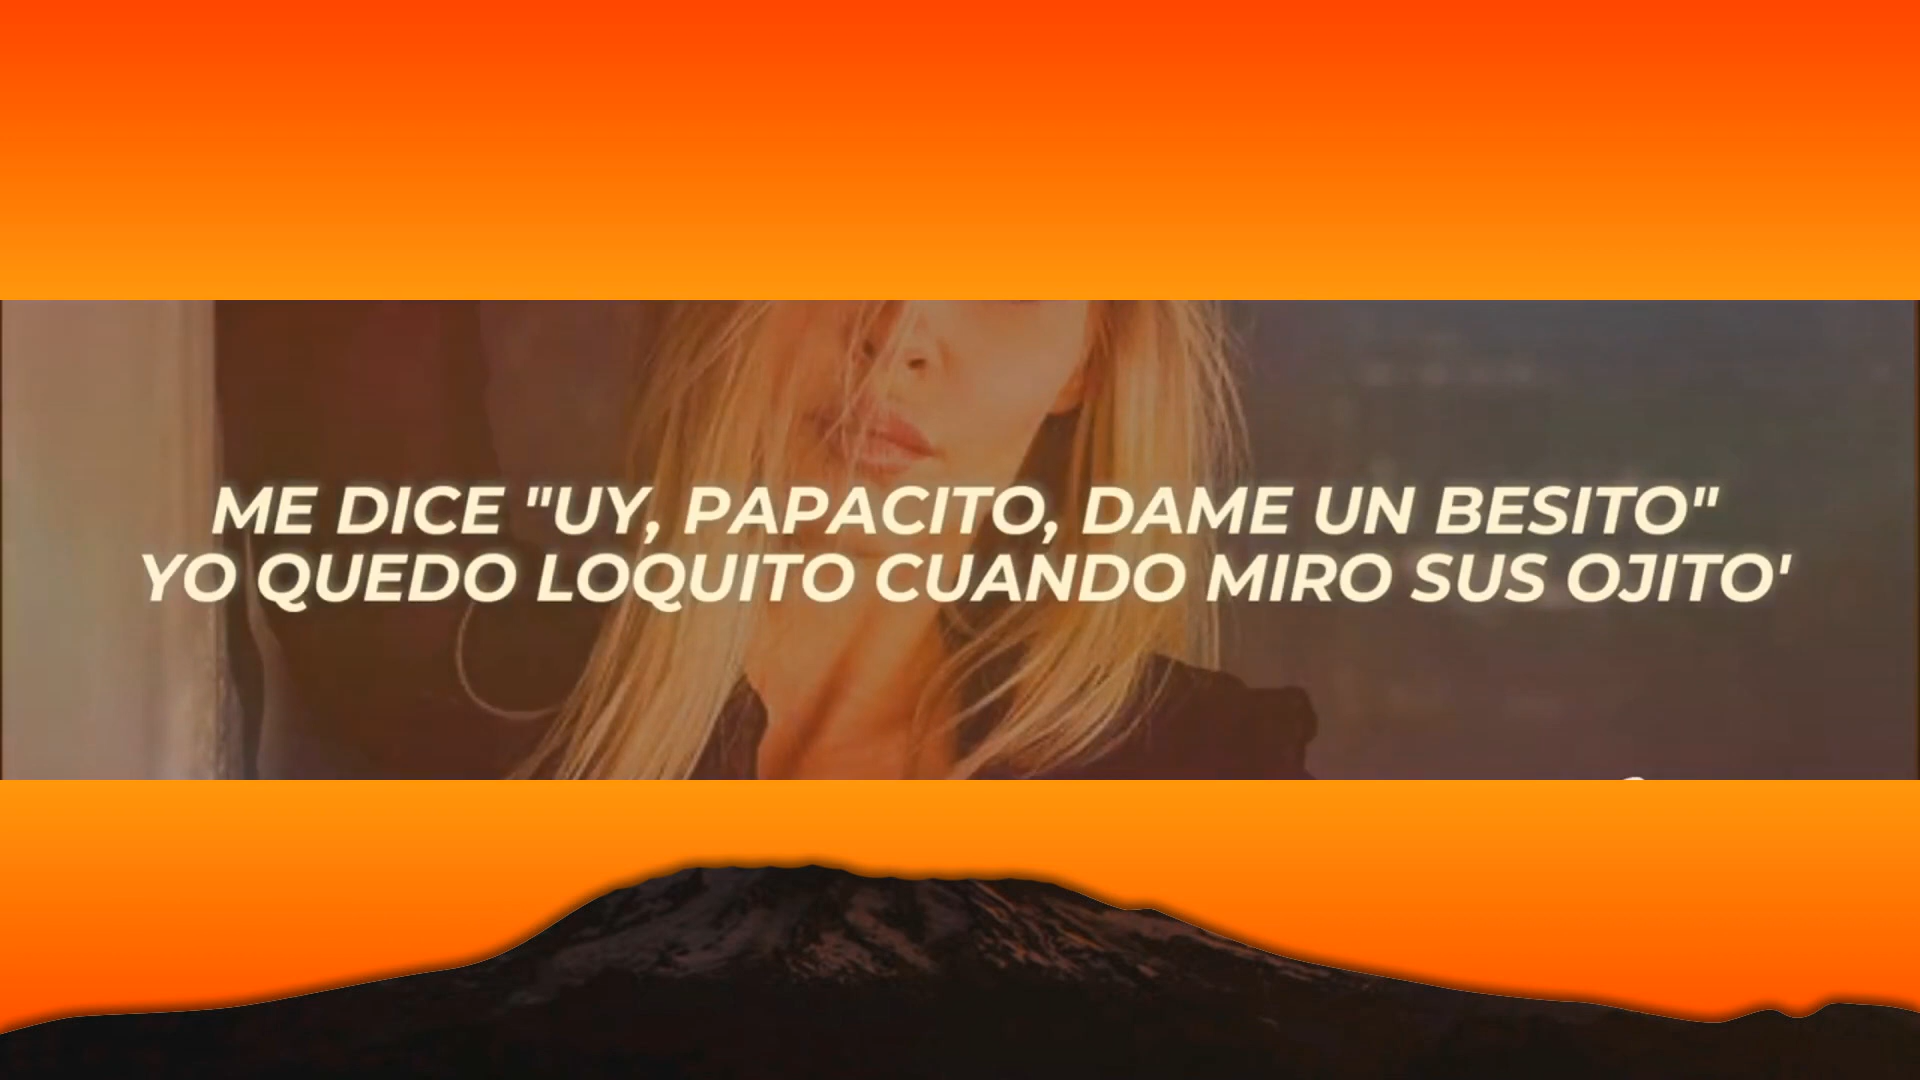 ME DICE "UY, PAPACITO, DAME UN BESITO"
YO QUEDO LOQUITO CUANDO MIRO SUS OJITO'